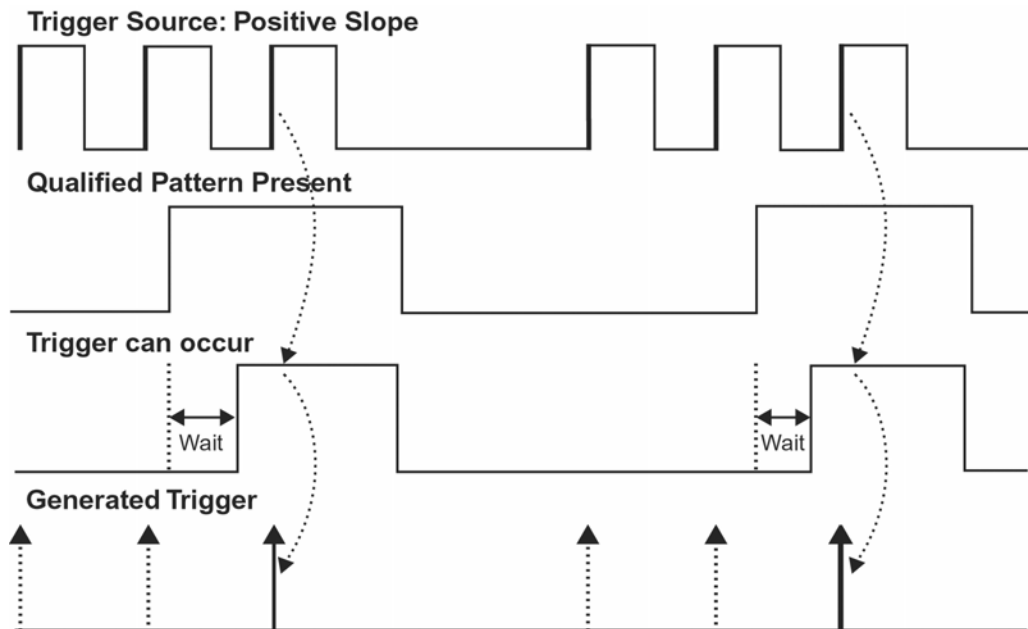 Trigger Source: Positive Slope
Qualified Pattern Present
Trigger can occur
Wait
Wait
Generated Trigger